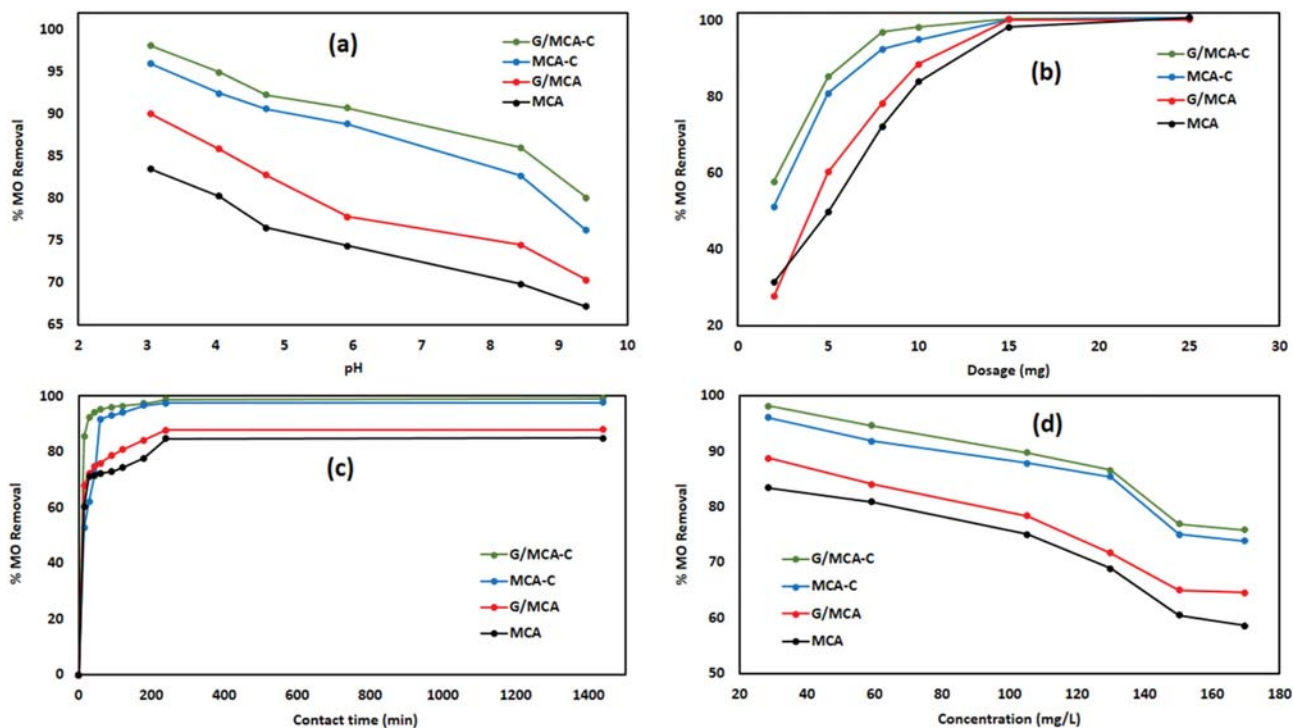 100
95
90
85
80
75
70
65
2 3 4 5 6 7 8 9 10
% MO Removal
pH
(a)
G/MCA-C
MCA-C
G/MCA
MCA
100
80
60
40
20
0 5 10 15 20 25 30
% MO Removal
Dosage (mg)
(b)
G/MCA-C
MCA-C
G/MCA
MCA
100
80
60
40
20
0
0 200 400 600 800 1000 1200 1400
% MO Removal
Contact time (min)
(c)
G/MCA-C
MCA-C
G/MCA
MCA
100
90
80
70
60
50
20 40 60 80 100 120 140 160 180
% MO Removal
Concentration (mg/L)
(d)
G/MCA-C
MCA-C
G/MCA
MCA